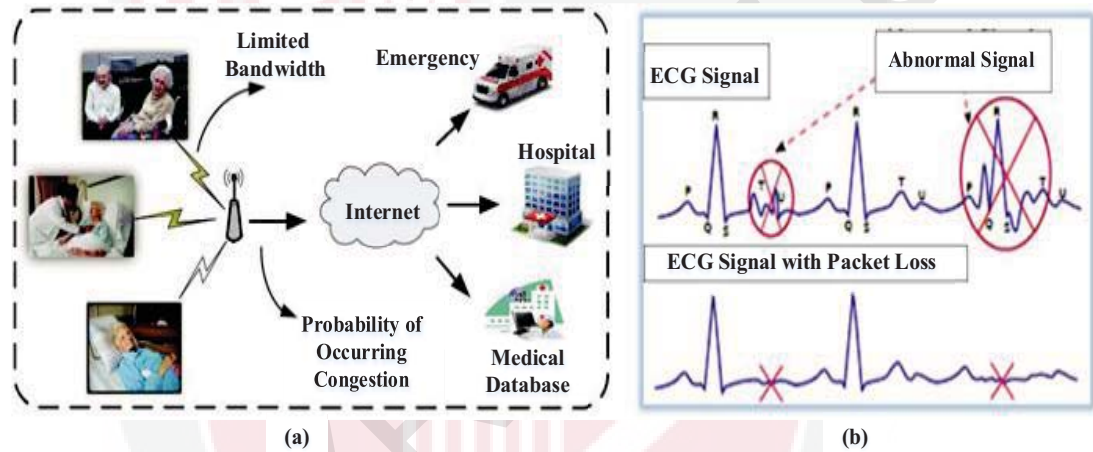 Limited
Bandwidth
Emergency
Hospital
Internet
Probability of
Occurring
Congestion
Medical
Database
(a)
ECG Signal
Abnormal Signal
R
R
R
P
T
U
P
T
U
P
T
U
Q S
Q S
Q S
ECG Signal with Packet Loss
(b)